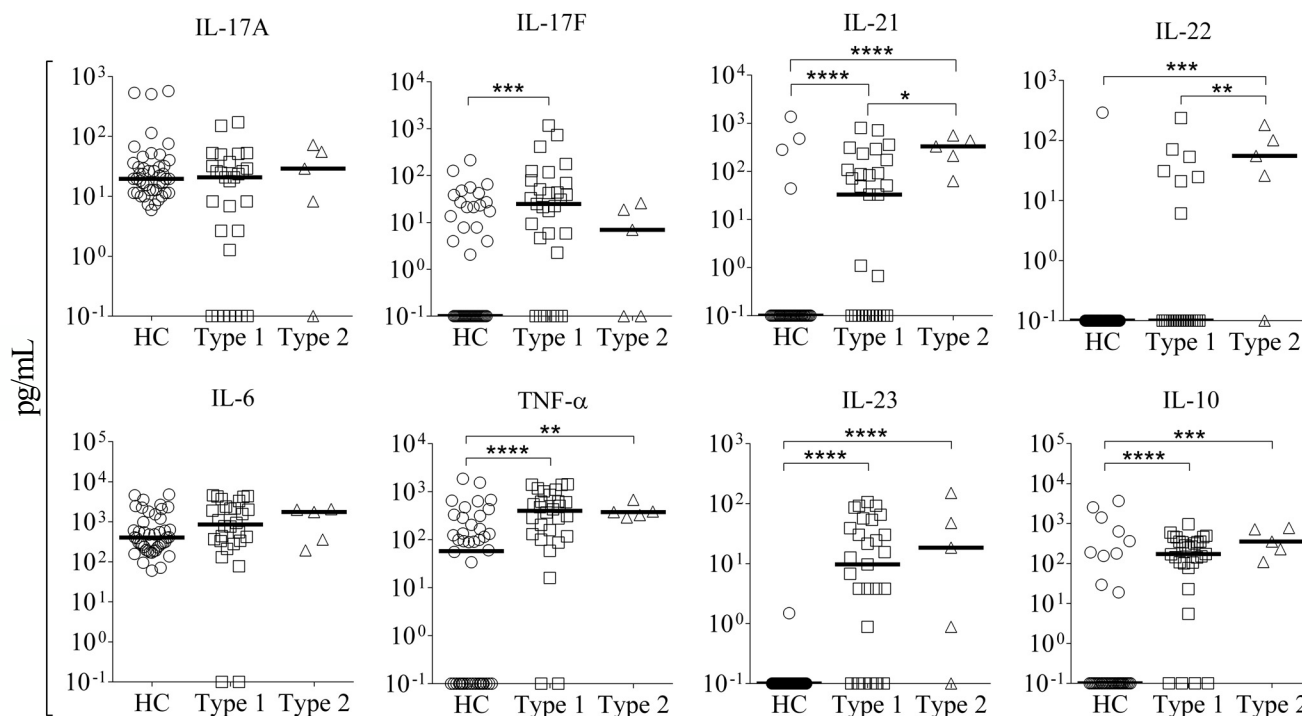 IL-17A IL-17F IL-21 IL-22
pg/mL
10³ 10² 10¹ 10⁰ 10⁻¹
HC Type 1 Type 2
***
10⁴ 10³ 10² 10¹ 10⁰ 10⁻¹
HC Type 1 Type 2
****
****
*
10⁴ 10³ 10² 10¹ 10⁰ 10⁻¹
HC Type 1 Type 2
***
**
10³ 10² 10¹ 10⁰ 10⁻¹
HC Type 1 Type 2
IL-6 TNF-α IL-23 IL-10
10⁵ 10⁴ 10³ 10² 10¹ 10⁰ 10⁻¹
HC Type 1 Type 2
**
****
10⁴ 10³ 10² 10¹ 10⁰ 10⁻¹
HC Type 1 Type 2
****
****
10³ 10² 10¹ 10⁰ 10⁻¹
HC Type 1 Type 2
***
****
10⁵ 10⁴ 10³ 10² 10¹ 10⁰ 10⁻¹
HC Type 1 Type 2